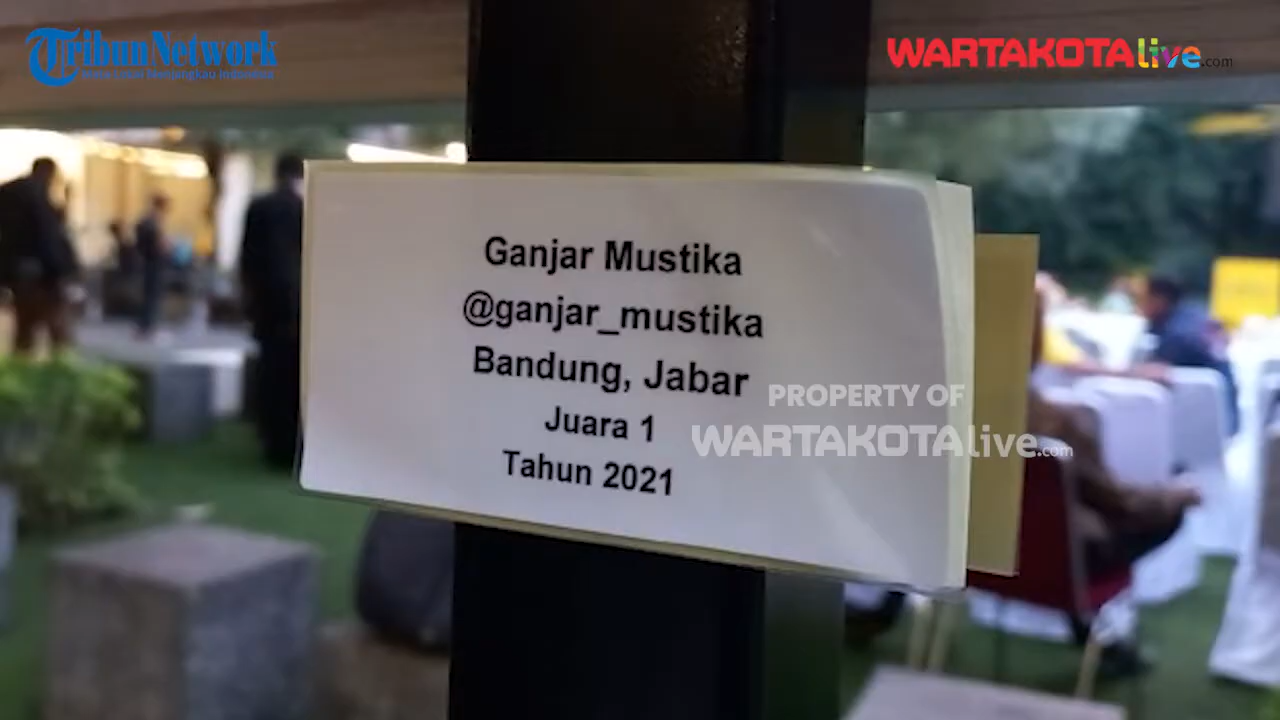 TribunNetwork
WARTAKOTAlive.com
Ganjar Mustika
@ganjar_mustika
Bandung, Jabar
Juara 1
Tahun 2021
PROPERTY OF
WARTAKOTAlive.com